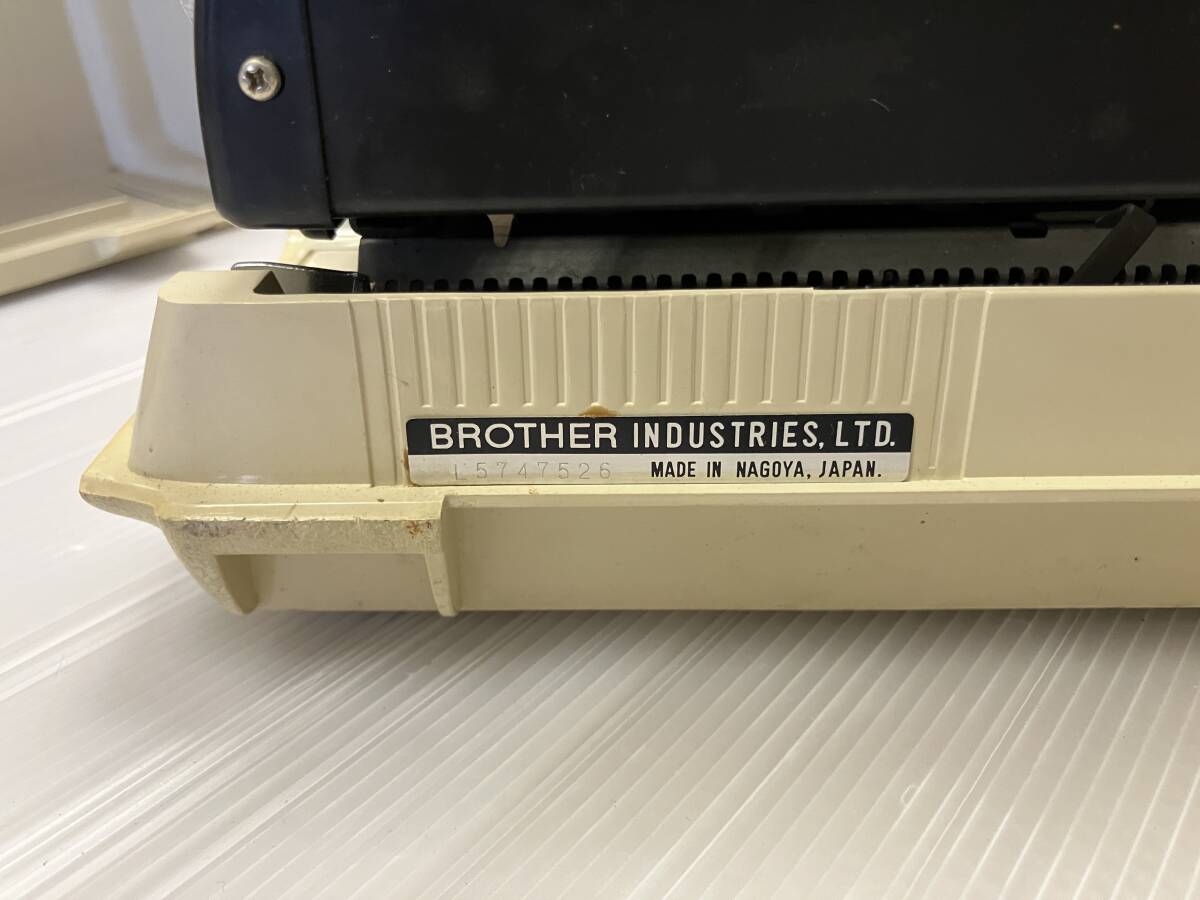 BROTHER INDUSTRIES, LTD.
L5747526 MADE IN NAGOYA, JAPAN.